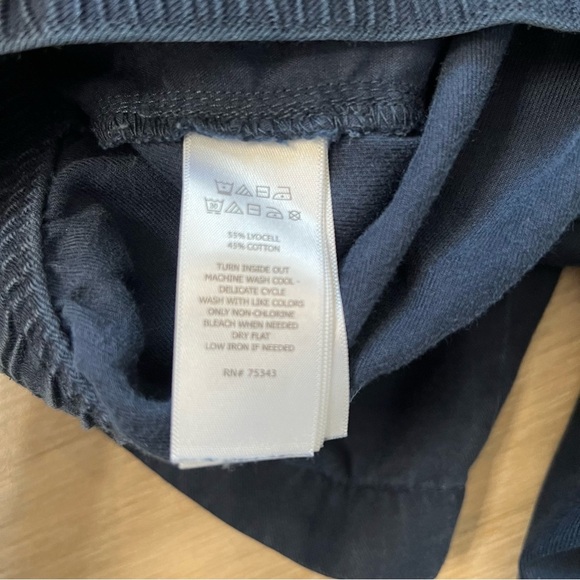 55% LYOCELL
45% COTTON
TURN INSIDE OUT
MACHINE WASH COOL -
DELICATE CYCLE
WASH WITH LIKE COLORS
ONLY NON-CHLORINE
BLEACH WHEN NEEDED
DRY FLAT
LOW IRON IF NEEDED
RN# 75343